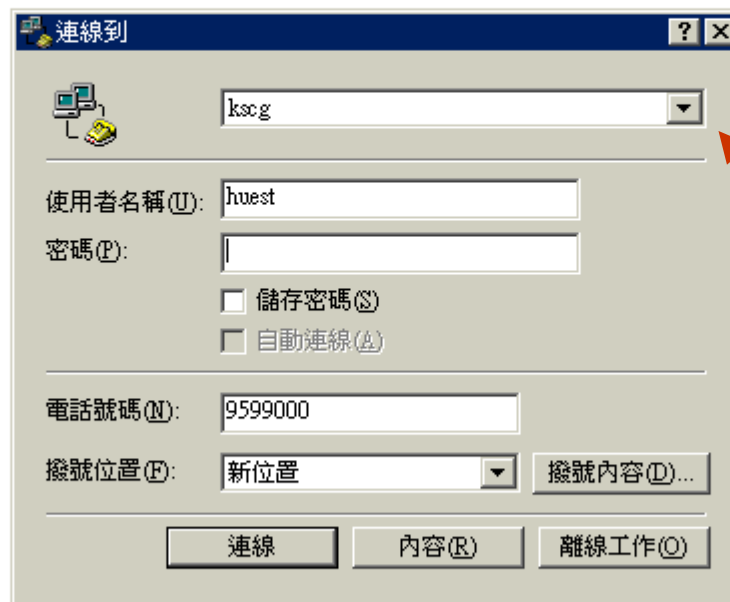 連線到
kscg
使用者名稱(U): huest
密碼(P):
儲存密碼(S)
自動連線(A)
電話號碼(N): 9599000
撥號位置(F): 新位置 撥號內容(D)...
連線 內容(R) 離線工作(O)